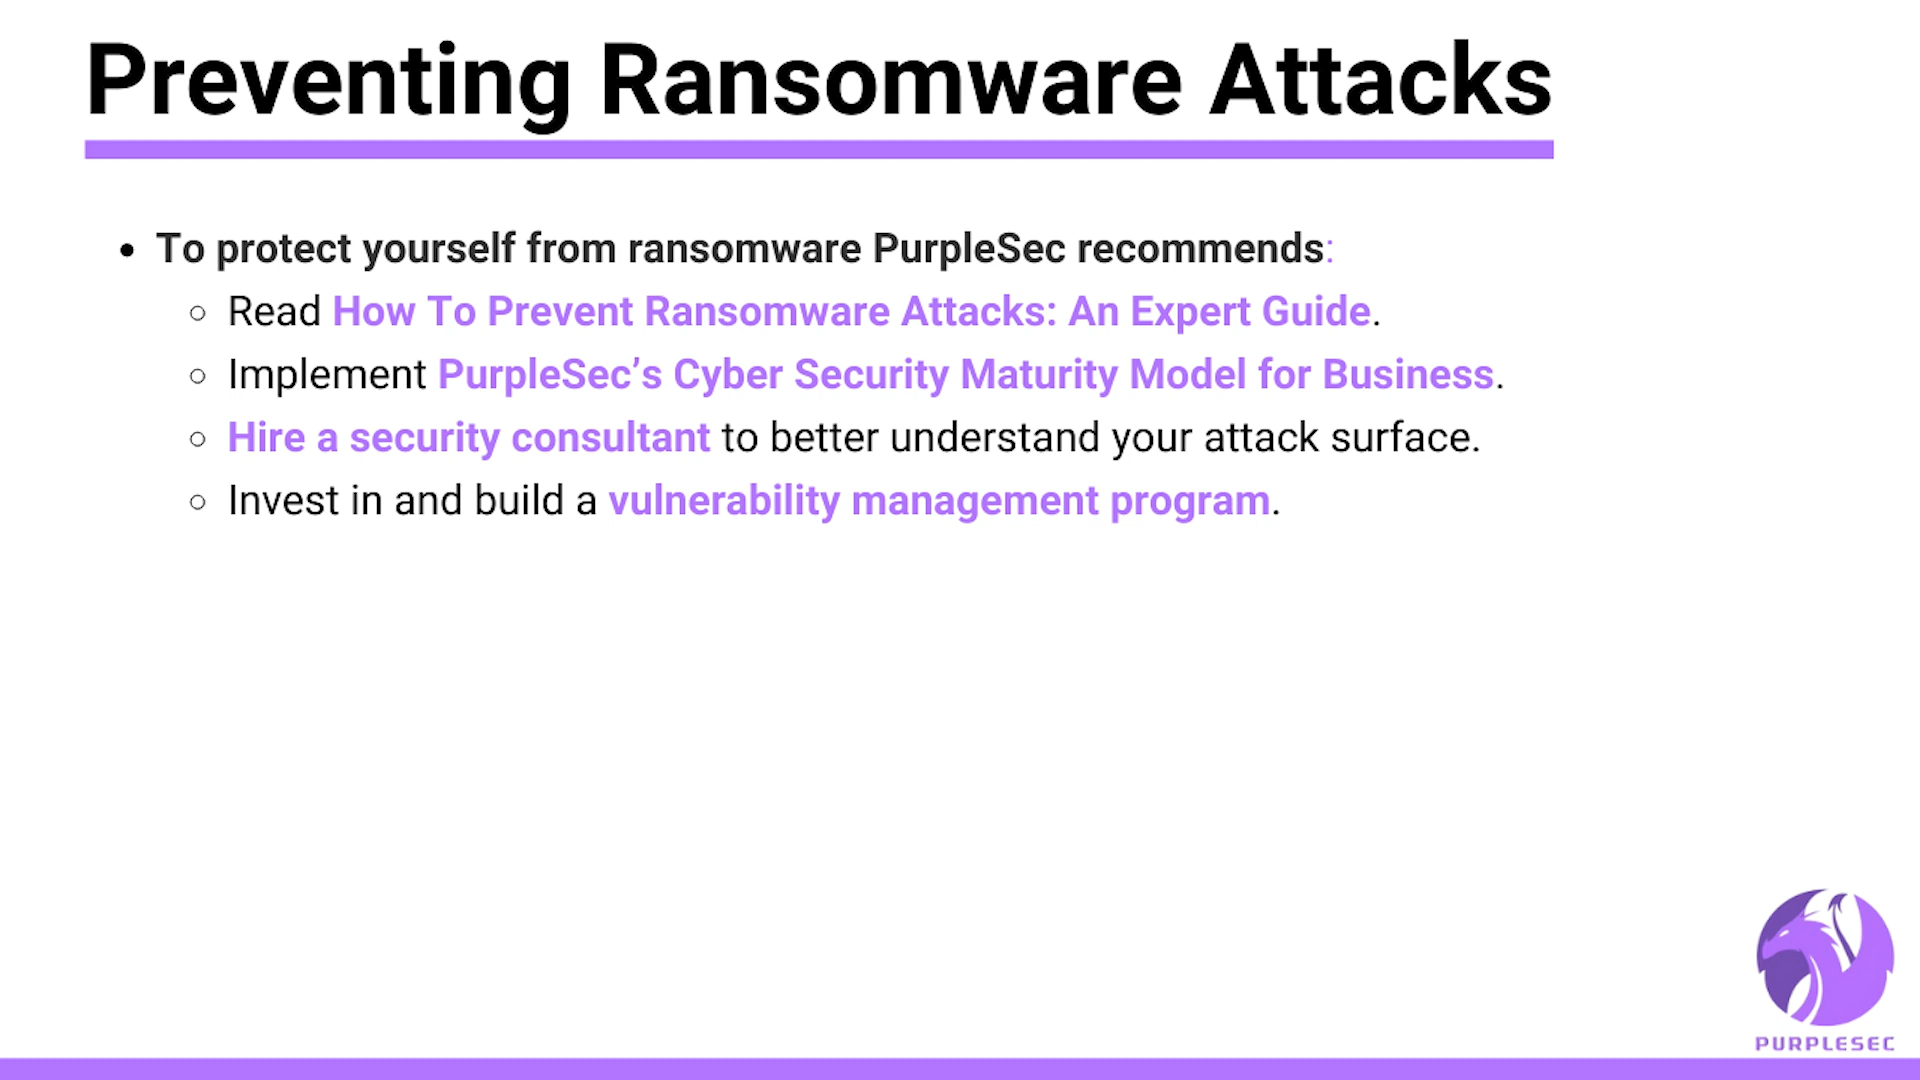 Preventing Ransomware Attacks
• To protect yourself from ransomware PurpleSec recommends:
○ Read How To Prevent Ransomware Attacks: An Expert Guide.
○ Implement PurpleSec’s Cyber Security Maturity Model for Business.
○ Hire a security consultant to better understand your attack surface.
○ Invest in and build a vulnerability management program.
PURPLESEC